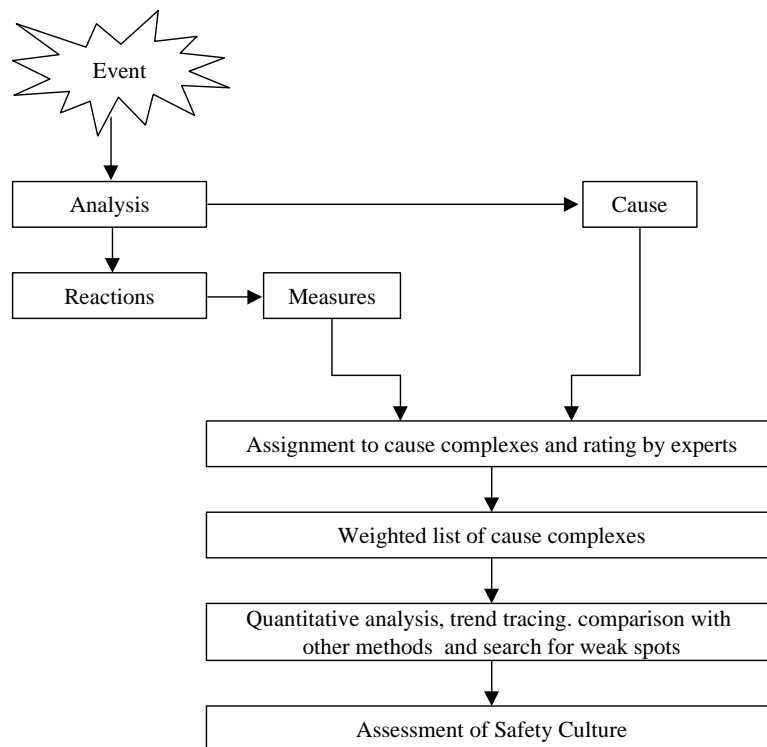 Event
Analysis
Cause
Reactions
Measures
Assignment to cause complexes and rating by experts
Weighted list of cause complexes
Quantitative analysis, trend tracing. comparison with
other methods and search for weak spots
Assessment of Safety Culture